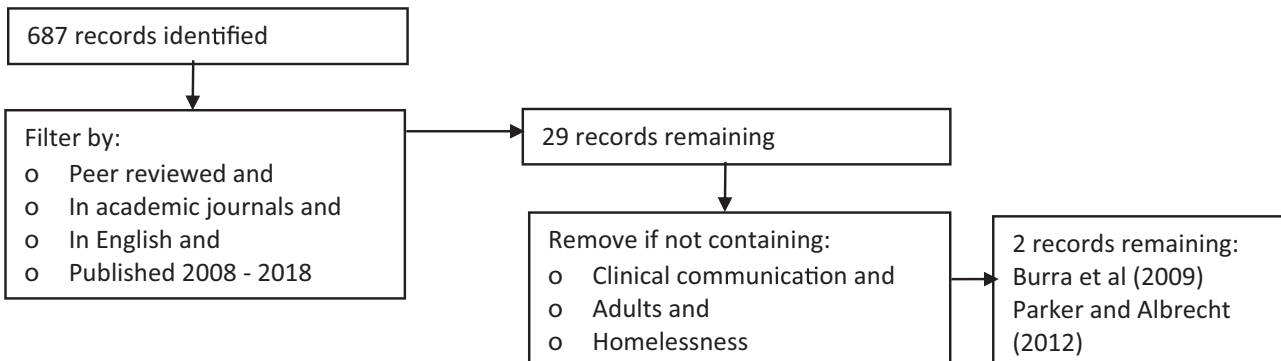 687 records identified
Filter by:
o Peer reviewed and
o In academic journals and
o In English and
o Published 2008 - 2018
29 records remaining
Remove if not containing:
o Clinical communication and
o Adults and
o Homelessness
2 records remaining:
Burra et al (2009)
Parker and Albrecht
(2012)